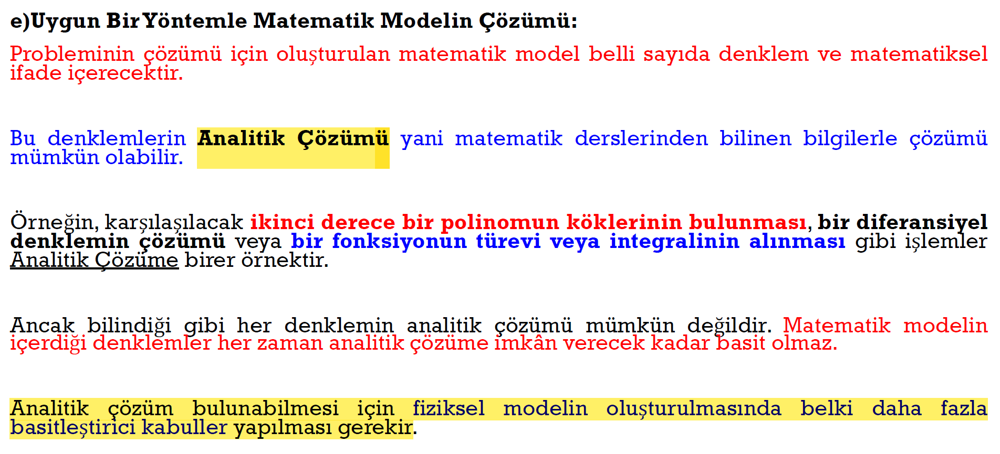 e)Uygun Bir Yöntemle Matematik Modelin Çözümü:
Probleminin çözümü için oluşturulan matematik model belli sayıda denklem ve matematiksel
ifade içerecektir.
Bu denklemlerin Analitik Çözümü yani matematik derslerinden bilinen bilgilerle çözümü
mümkün olabilir.
Örneğin, karşılaşılacak ikinci derece bir polinomun köklerinin bulunması, bir diferansiyel
denklemin çözümü veya bir fonksiyonun türevi veya integralinin alınması gibi işlemler
Analitik Çözüme birer örnektir.
Ancak bilindiği gibi her denklemin analitik çözümü mümkün değildir. Matematik modelin
içerdiği denklemler her zaman analitik çözüme imkân verecek kadar basit olmaz.
Analitik çözüm bulunabilmesi için fiziksel modelin oluşturulmasında belki daha fazla
basitleştirici kabuller yapılması gerekir.